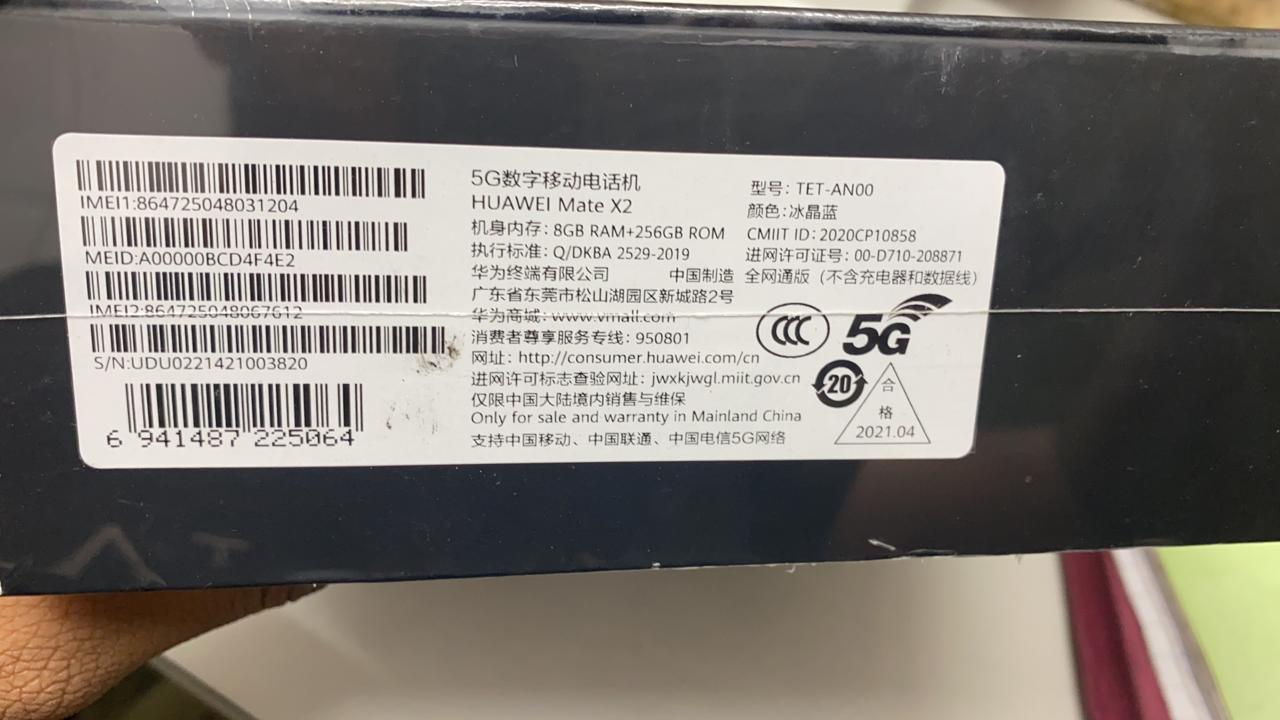 IMEI1:864725048031204
MEID:A00000BCD4F4E2
IMEI2:864725048067612
S/N:UDU0221421003820
6 941487 225064
5G数字移动电话机
HUAWEI Mate X2
机身内存: 8GB RAM+256GB ROM
执行标准: Q/DKBA 2529-2019
华为终端有限公司 中国制造
广东省东莞市松山湖园区新城路2号
华为商城: www.vmall.com
消费者尊享服务专线: 950801
网址: http://consumer.huawei.com/cn
进网许可标志查验网址: jwxkjwgl.miit.gov.cn
仅限中国大陆境内销售与维保
Only for sale and warranty in Mainland China
支持中国移动、中国联通、中国电信5G网络
型号: TET-AN00
颜色: 冰晶蓝
CMIIT ID: 2020CP10858
进网许可证号: 00-D710-208871
全网通版 (不含充电器和数据线)
CCC
5G
20
合
格
2021.04